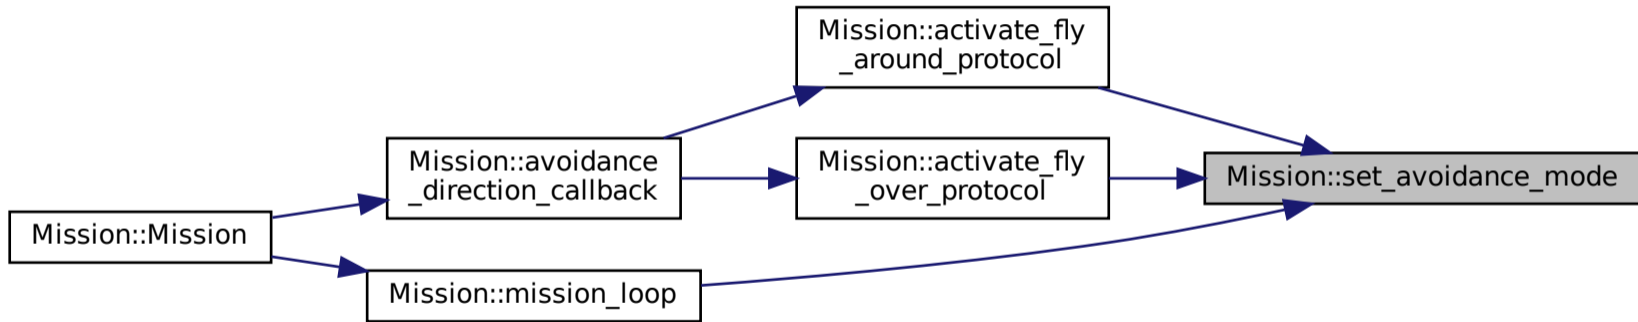 Mission::activate_fly
_around_protocol
Mission::avoidance
_direction_callback
Mission::activate_fly
_over_protocol
Mission::set_avoidance_mode
Mission::Mission
Mission::mission_loop